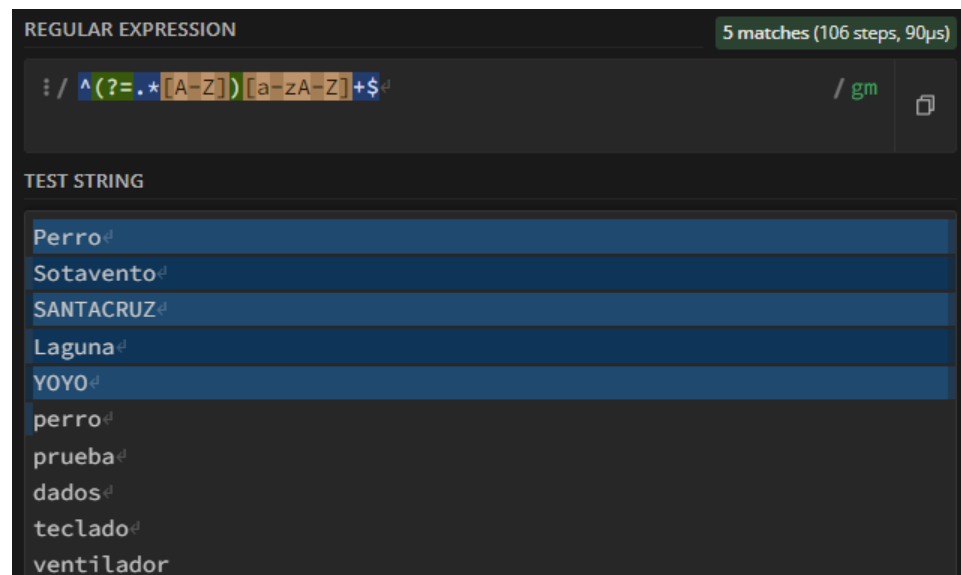 REGULAR EXPRESSION
5 matches (106 steps, 90µs)
/ ^(?=.*[A-Z])[a-zA-Z]+$↵ / gm
TEST STRING
Perro↵
Sotavento↵
SANTACRUZ↵
Laguna↵
YOYO↵
perro↵
prueba↵
dados↵
teclado↵
ventilador